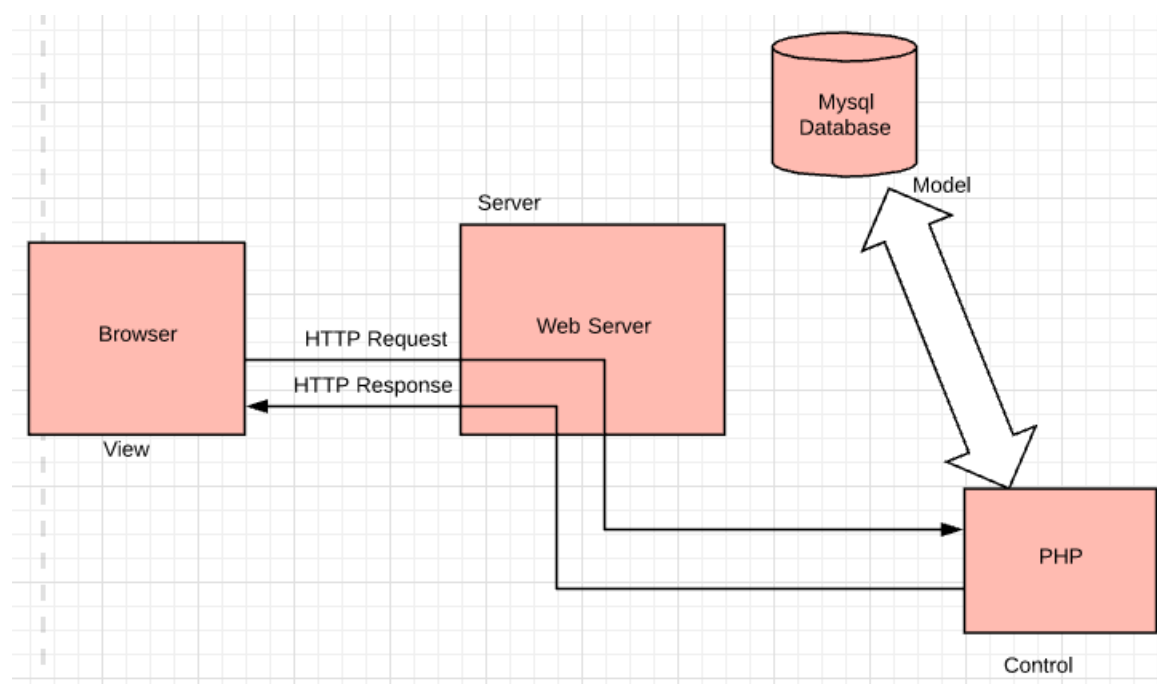 Mysql
Database
Model
Server
Web Server
Browser
HTTP Request
HTTP Response
View
PHP
Control